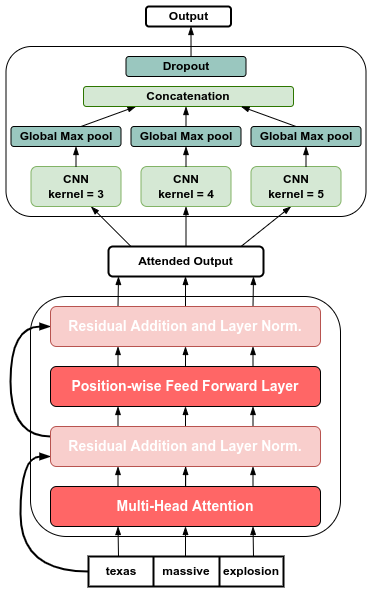 Output
Dropout
Concatenation
Global Max pool Global Max pool Global Max pool
CNN
kernel = 3
CNN
kernel = 4
CNN
kernel = 5
Attended Output
Residual Addition and Layer Norm.
Position-wise Feed Forward Layer
Residual Addition and Layer Norm.
Multi-Head Attention
texas massive explosion